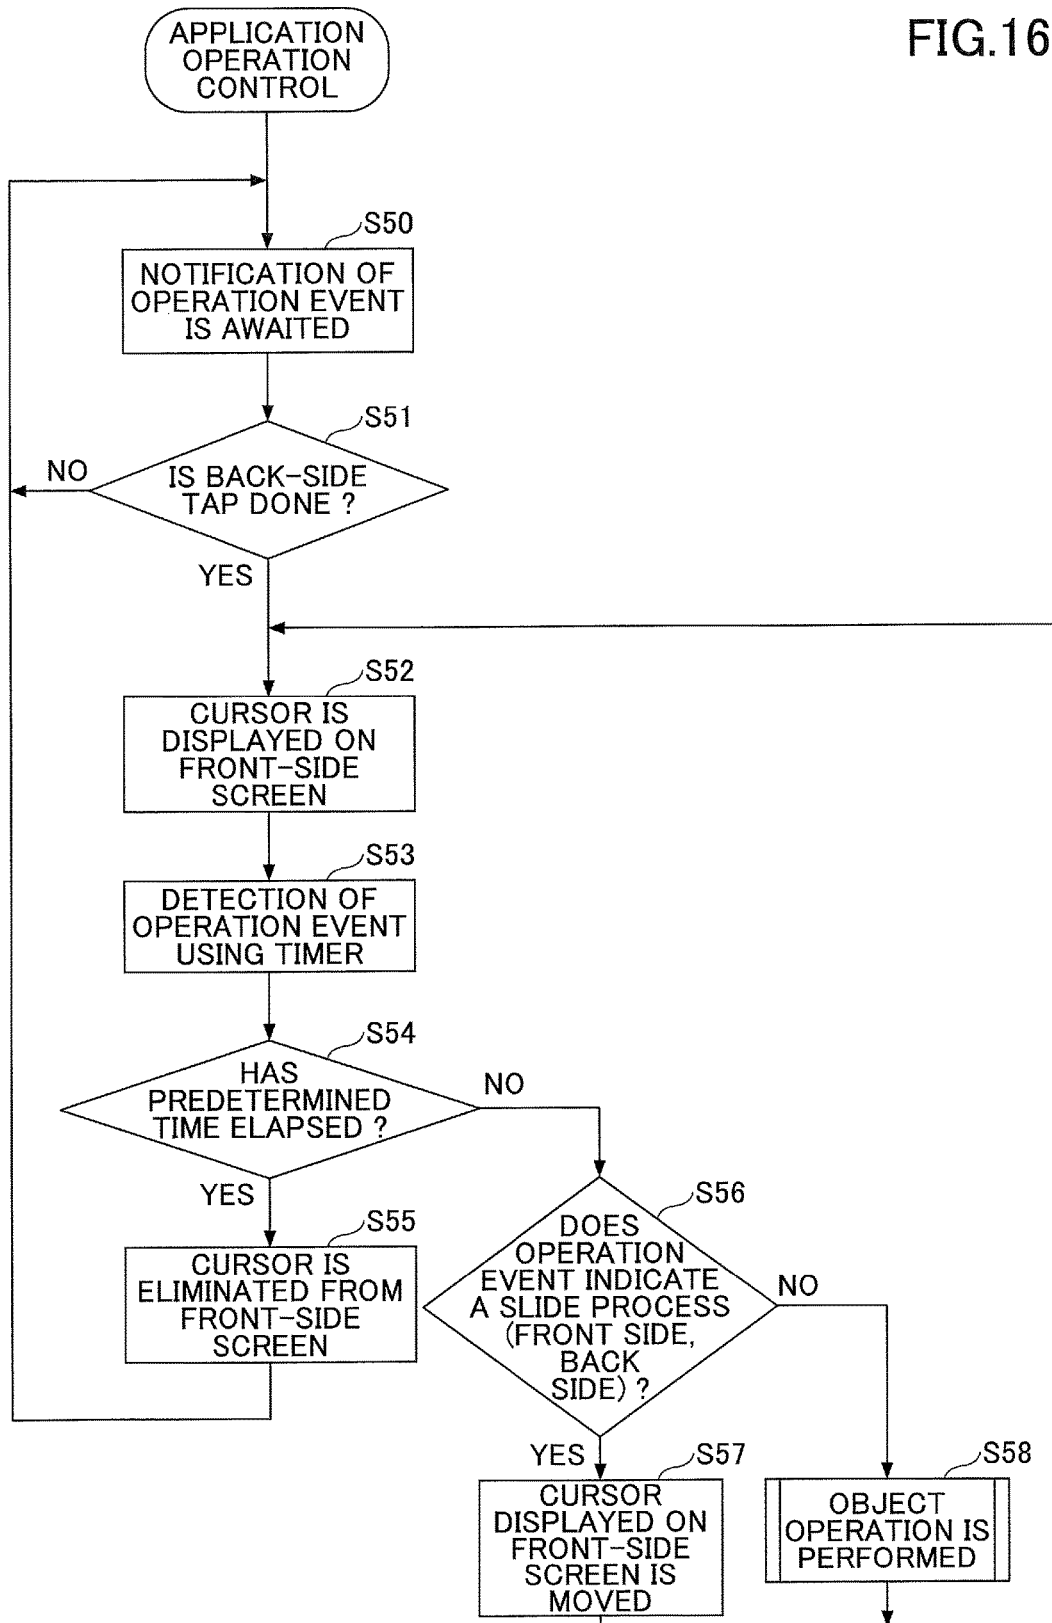 FIG.16
APPLICATION
OPERATION
CONTROL
S50
NOTIFICATION OF
OPERATION EVENT
IS AWAITED
S51
NO
IS BACK-SIDE
TAP DONE ?
YES
S52
CURSOR IS
DISPLAYED ON
FRONT-SIDE
SCREEN
S53
DETECTION OF
OPERATION EVENT
USING TIMER
S54
HAS
PREDETERMINED
TIME ELAPSED ?
NO
YES
S55
CURSOR IS
ELIMINATED FROM
FRONT-SIDE
SCREEN
S56
DOES
OPERATION
EVENT INDICATE
A SLIDE PROCESS
(FRONT SIDE,
BACK
SIDE) ?
NO
YES
S57
CURSOR
DISPLAYED ON
FRONT-SIDE
SCREEN IS
MOVED
S58
OBJECT
OPERATION IS
PERFORMED